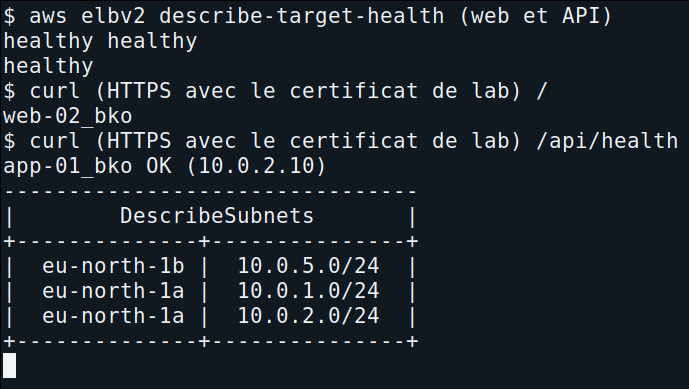 $ aws elbv2 describe-target-health (web et API)
healthy healthy
healthy
$ curl (HTTPS avec le certificat de lab) /
web-02_bko
$ curl (HTTPS avec le certificat de lab) /api/health
app-01_bko OK (10.0.2.10)
--------------------------------
|        DescribeSubnets       |
+--------------+---------------+
|  eu-north-1b |  10.0.5.0/24  |
|  eu-north-1a |  10.0.1.0/24  |
|  eu-north-1a |  10.0.2.0/24  |
+--------------+---------------+